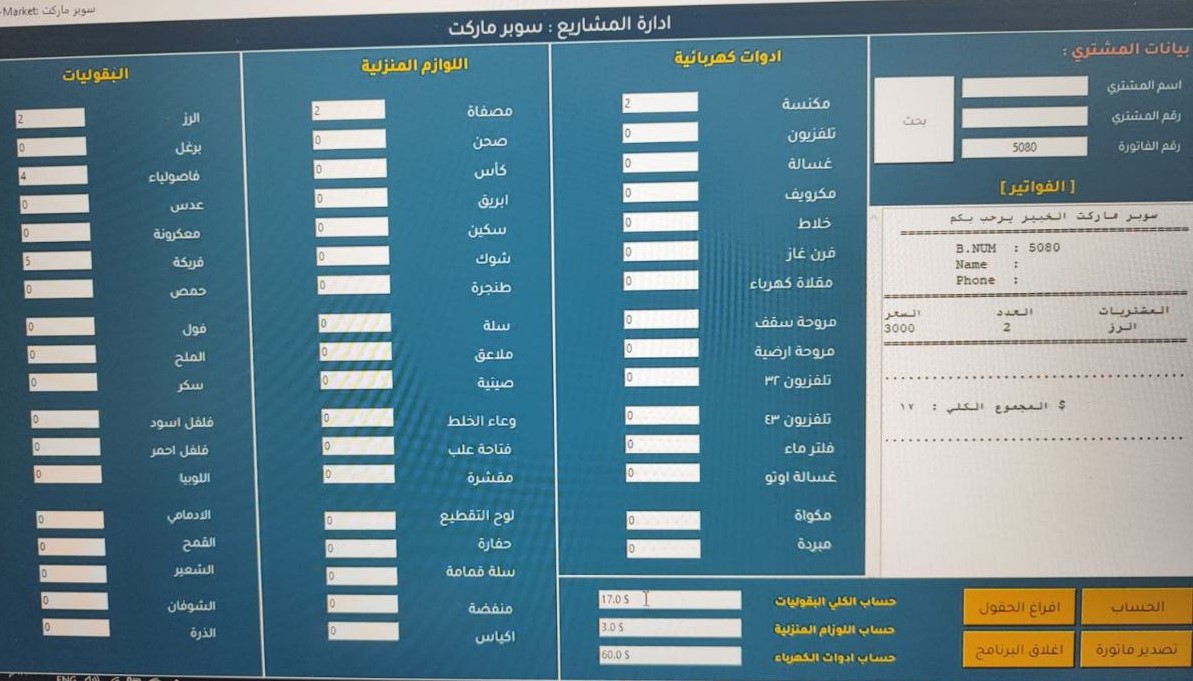 -Market: سوبر ماركت
ادارة المشاريع : سوبر ماركت
بيانات المشتري :
اسم المشتري
رقم المشتري
رقم الفاتورة 5080
بحث
[ الفواتير ]
سوبر ماركت الخبير يرحب بكم
====================================
B.NUM : 5080
Name :
Phone :
====================================
المشتريات العدد السعر
الرز 2 3000
====================================
....................................
$ المجموع الكلي : ١٧
....................................
ادوات كهربائية
مكنسة 2
تلفزيون 0
غسالة 0
مكرويف 0
خلاط 0
فرن غاز 0
مقلاة كهرباء 0
مروحة سقف 0
مروحة ارضية 0
تلفزيون ٣٢ 0
تلفزيون ٤٣ 0
فلتر ماء 0
غسالة اوتو 0
مكواة 0
مبردة 0
اللوازم المنزلية
مصفاة 2
صحن 0
كأس 0
ابريق 0
سكين 0
شوك 0
طنجرة 0
سلة 0
ملاعق 0
صينية 0
وعاء الخلط 0
فتاحة علب 0
مقشرة 0
لوح التقطيع 0
حفارة 0
سلة قمامة 0
منفضة 0
اكياس 0
البقوليات
الرز 2
برغل 0
فاصولياء 4
عدس 0
معكرونة 0
فريكة 5
حمص 0
فول 0
الملح 0
سكر 0
فلفل اسود 0
فلفل احمر 0
اللوبيا 0
الادمامي 0
القمح 0
الشعير 0
الشوفان 0
الذرة 0
حساب الكلي البقوليات 17.0 $
حساب اللوزام المنزلية 3.0 $
حساب ادوات الكهرباء 60.0 $
الحساب
افراغ الحقول
تصدير فاتورة
اغلاق البرنامج
ENG